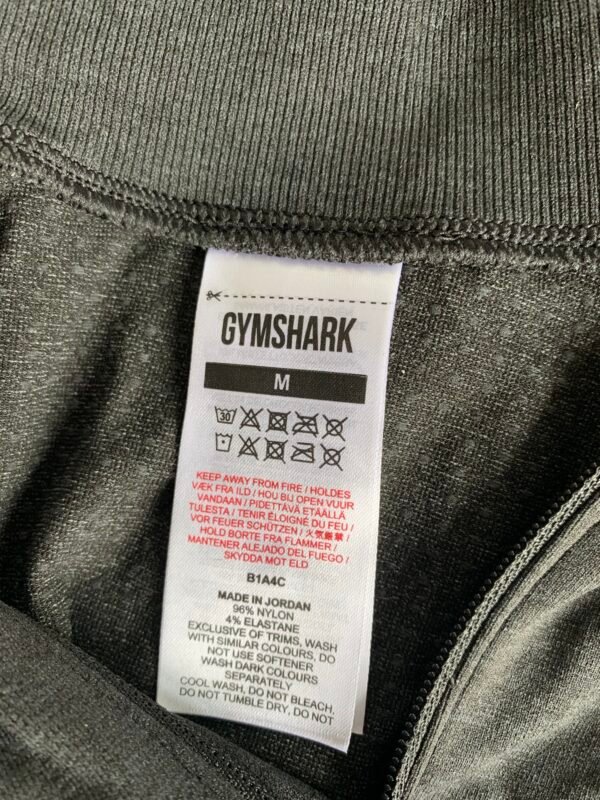 GYMSHARK
M
30
KEEP AWAY FROM FIRE / HOLDES
VÆK FRA ILD / HOU BIJ OPEN VUUR
VANDAAN / PIDETTÄVÄ ETÄÄLLÄ
TULESTA / TENIR ÉLOIGNÉ DU FEU /
VOR FEUER SCHÜTZEN / 火気厳禁 /
HOLD BORTE FRA FLAMMER /
MANTENER ALEJADO DEL FUEGO /
SKYDDA MOT ELD
B1A4C
MADE IN JORDAN
96% NYLON
4% ELASTANE
EXCLUSIVE OF TRIMS, WASH
WITH SIMILAR COLOURS, DO
NOT USE SOFTENER
WASH DARK COLOURS
SEPARATELY
COOL WASH, DO NOT BLEACH,
DO NOT TUMBLE DRY, DO NOT